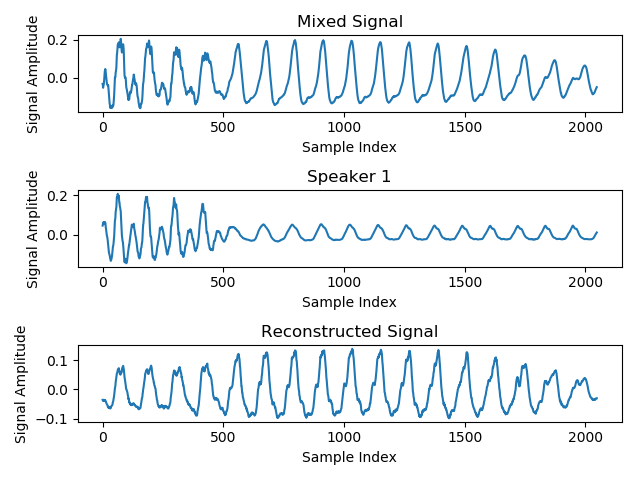 Mixed Signal
Signal Amplitude
0.2
0.0
0 500 1000 1500 2000
Sample Index
Speaker 1
Signal Amplitude
0.2
0.0
0 500 1000 1500 2000
Sample Index
Reconstructed Signal
Signal Amplitude
0.1
0.0
−0.1
0 500 1000 1500 2000
Sample Index